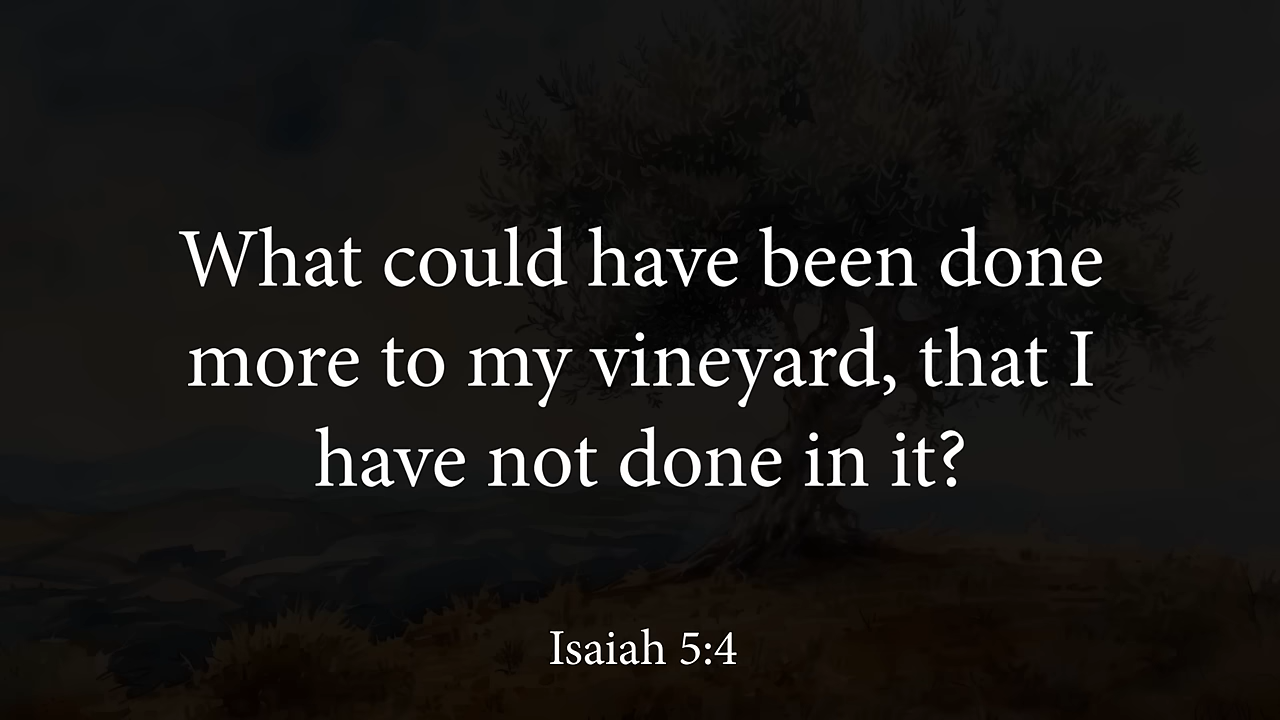 What could have been done
more to my vineyard, that I
have not done in it?
Isaiah 5:4